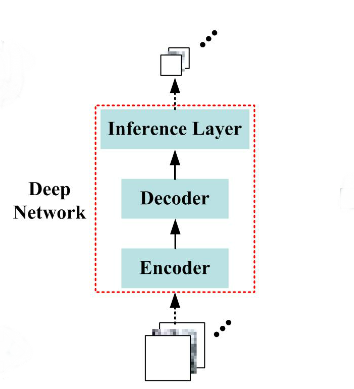 Inference Layer
Deep
Network
Decoder
Encoder